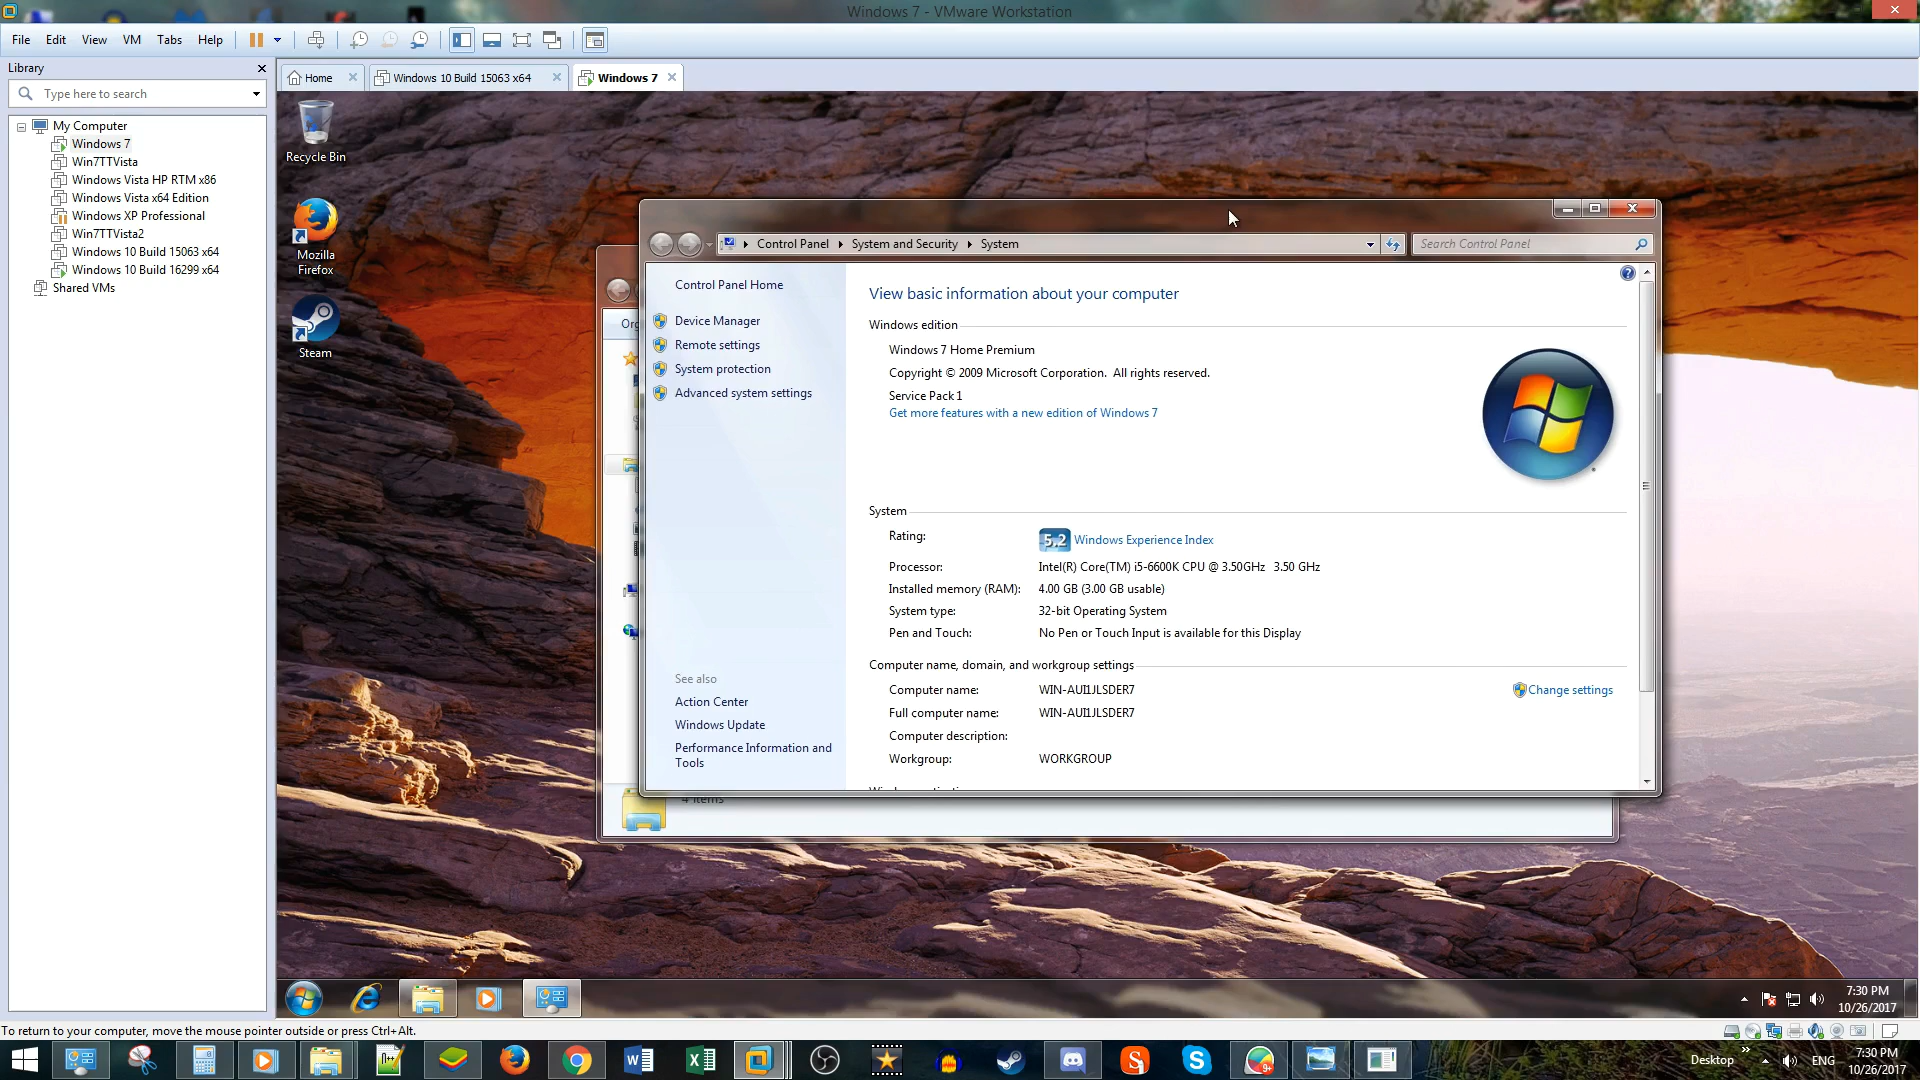 Windows 7 - VMware Workstation
File Edit View VM Tabs Help
Library
Type here to search
My Computer
Windows 7
Win7TTVista
Windows Vista HP RTM x86
Windows Vista x64 Edition
Windows XP Professional
Win7TTVista2
Windows 10 Build 15063 x64
Windows 10 Build 16299 x64
Shared VMs
Home
Windows 10 Build 15063 x64
Windows 7
Recycle Bin
Mozilla
Firefox
Steam
Control Panel System and Security System
Search Control Panel
Control Panel Home
Device Manager
Remote settings
System protection
Advanced system settings
See also
Action Center
Windows Update
Performance Information and
Tools
View basic information about your computer
Windows edition
Windows 7 Home Premium
Copyright © 2009 Microsoft Corporation. All rights reserved.
Service Pack 1
Get more features with a new edition of Windows 7
System
Rating: 5.2 Windows Experience Index
Processor: Intel(R) Core(TM) i5-6600K CPU @ 3.50GHz 3.50 GHz
Installed memory (RAM): 4.00 GB (3.00 GB usable)
System type: 32-bit Operating System
Pen and Touch: No Pen or Touch Input is available for this Display
Computer name, domain, and workgroup settings
Computer name: WIN-AUI1JLSDER7
Change settings
Full computer name: WIN-AUI1JLSDER7
Computer description:
Workgroup: WORKGROUP
4 items
7:30 PM
10/26/2017
To return to your computer, move the mouse pointer outside or press Ctrl+Alt.
Desktop
ENG
7:30 PM
10/26/2017